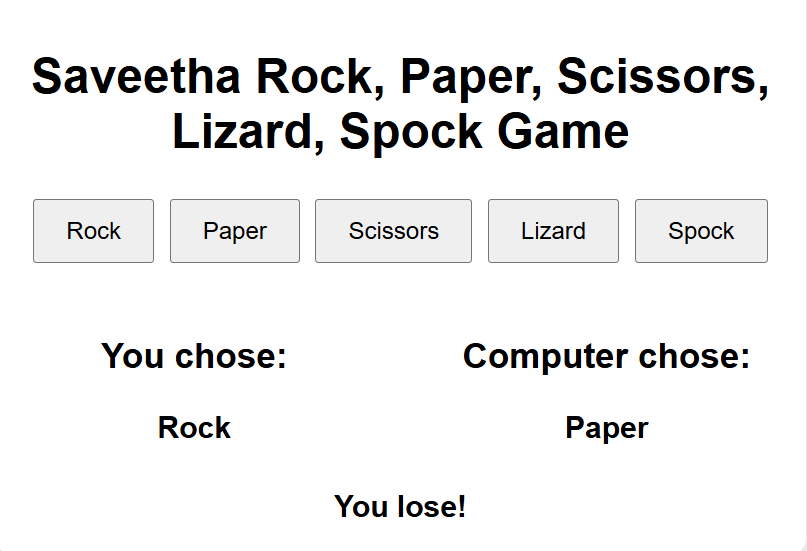 Saveetha Rock, Paper, Scissors,
Lizard, Spock Game
Rock Paper Scissors Lizard Spock
You chose: Computer chose:
Rock Paper
You lose!